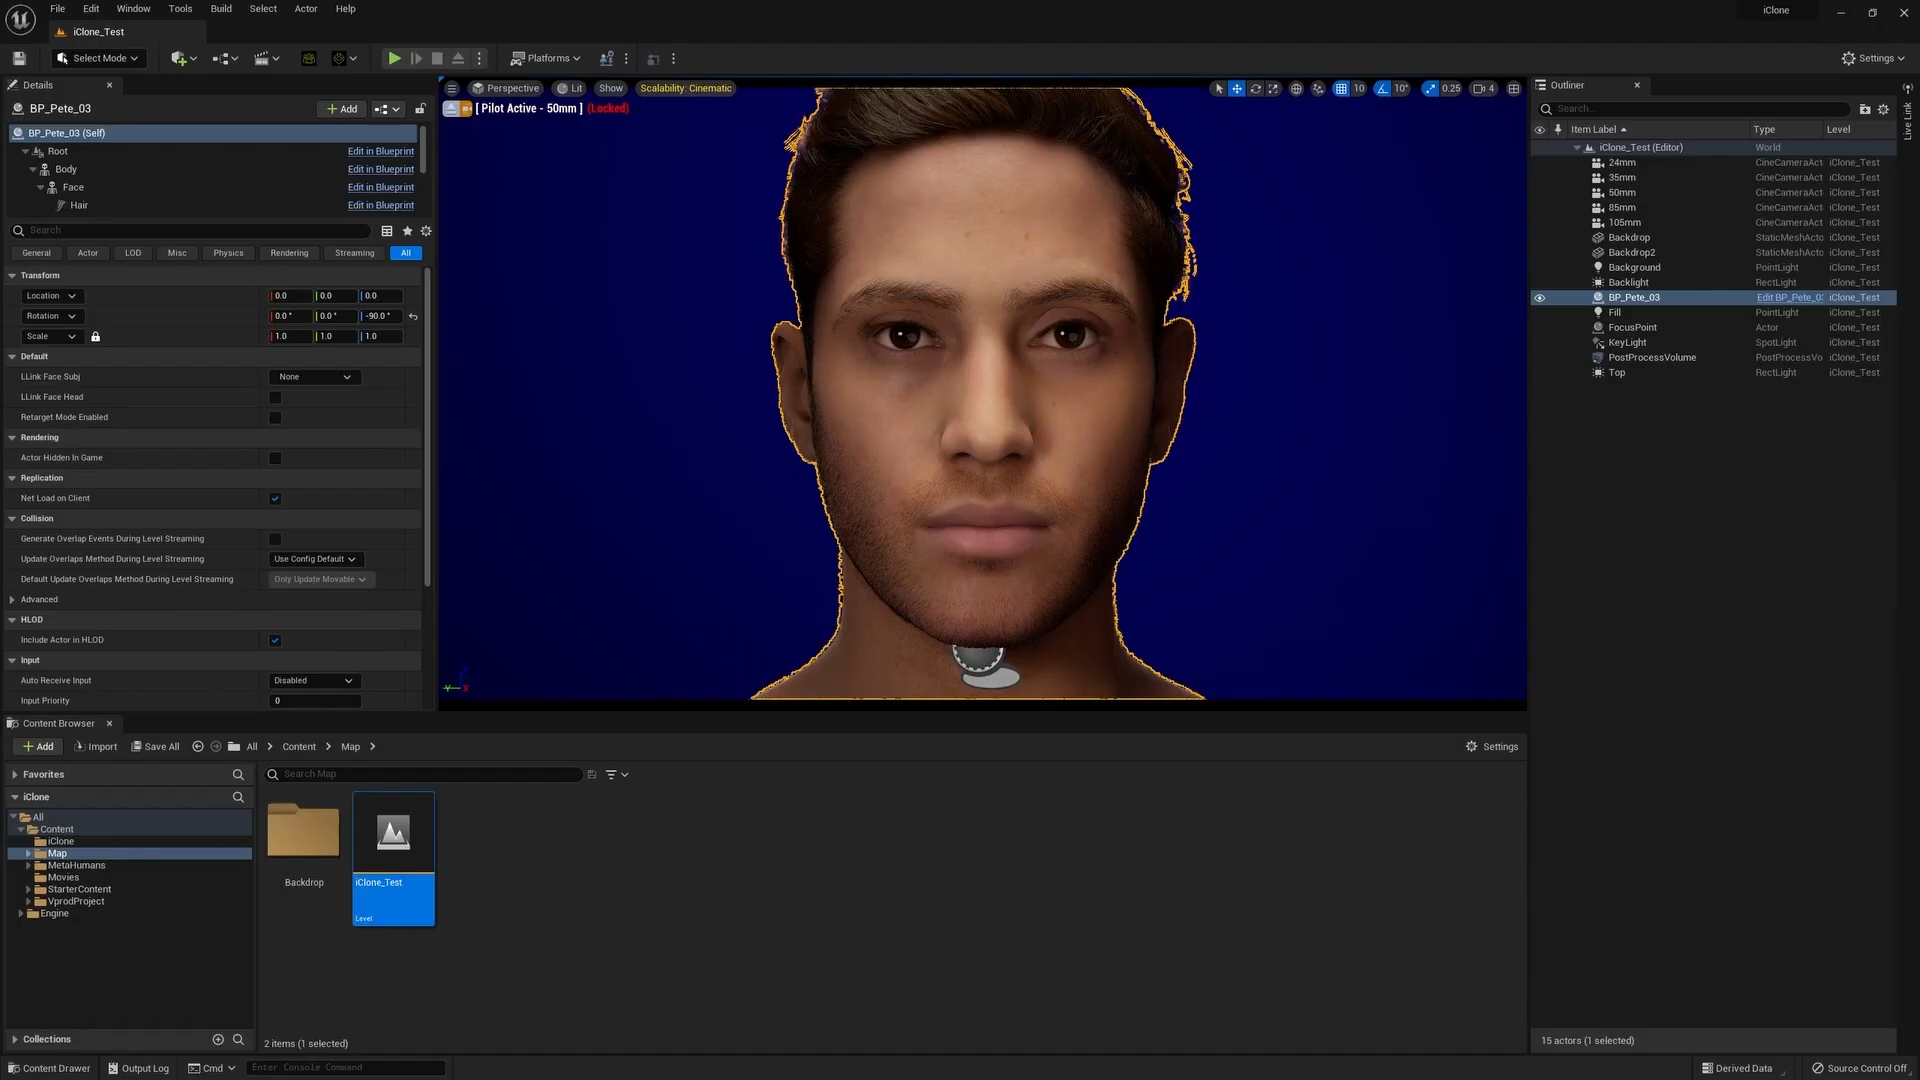 File Edit Window Tools Build Select Actor Help
iClone
iClone_Test
Select Mode
Platforms
Settings
Details
BP_Pete_03
Add
BP_Pete_03 (Self)
Root Edit in Blueprint
Body Edit in Blueprint
Face Edit in Blueprint
Hair Edit in Blueprint
Search
General Actor LOD Misc Physics Rendering Streaming All
Transform
Location 0.0 0.0 0.0
Rotation 0.0° 0.0° -90.0°
Scale 1.0 1.0 1.0
Default
LLink Face Subj None
LLink Face Head
Retarget Mode Enabled
Rendering
Actor Hidden In Game
Replication
Net Load on Client
Collision
Generate Overlap Events During Level Streaming
Update Overlaps Method During Level Streaming Use Config Default
Default Update Overlaps Method During Level Streaming Only Update Movable
Advanced
HLOD
Include Actor in HLOD
Input
Auto Receive Input Disabled
Input Priority 0
Perspective Lit Show Scalability: Cinematic
10 10° 0.25 4
[ Pilot Active - 50mm ] (Locked)
Y X
Outliner
Search...
Item Label Type Level
iClone_Test (Editor) World
24mm CineCameraAct iClone_Test
35mm CineCameraAct iClone_Test
50mm CineCameraAct iClone_Test
85mm CineCameraAct iClone_Test
105mm CineCameraAct iClone_Test
Backdrop StaticMeshActo iClone_Test
Backdrop2 StaticMeshActo iClone_Test
Background PointLight iClone_Test
Backlight RectLight iClone_Test
BP_Pete_03 Edit BP_Pete_03 iClone_Test
Fill PointLight iClone_Test
FocusPoint Actor iClone_Test
KeyLight SpotLight iClone_Test
PostProcessVolume PostProcessVo iClone_Test
Top RectLight iClone_Test
15 actors (1 selected)
Live Link
Content Browser
Add Import Save All All Content Map
Settings
Favorites
iClone
All
Content
iClone
Map
MetaHumans
Movies
StarterContent
VprodProject
Engine
Collections
Search Map
Backdrop
iClone_Test
Level
2 items (1 selected)
Content Drawer Output Log Cmd Enter Console Command
Derived Data Source Control Off